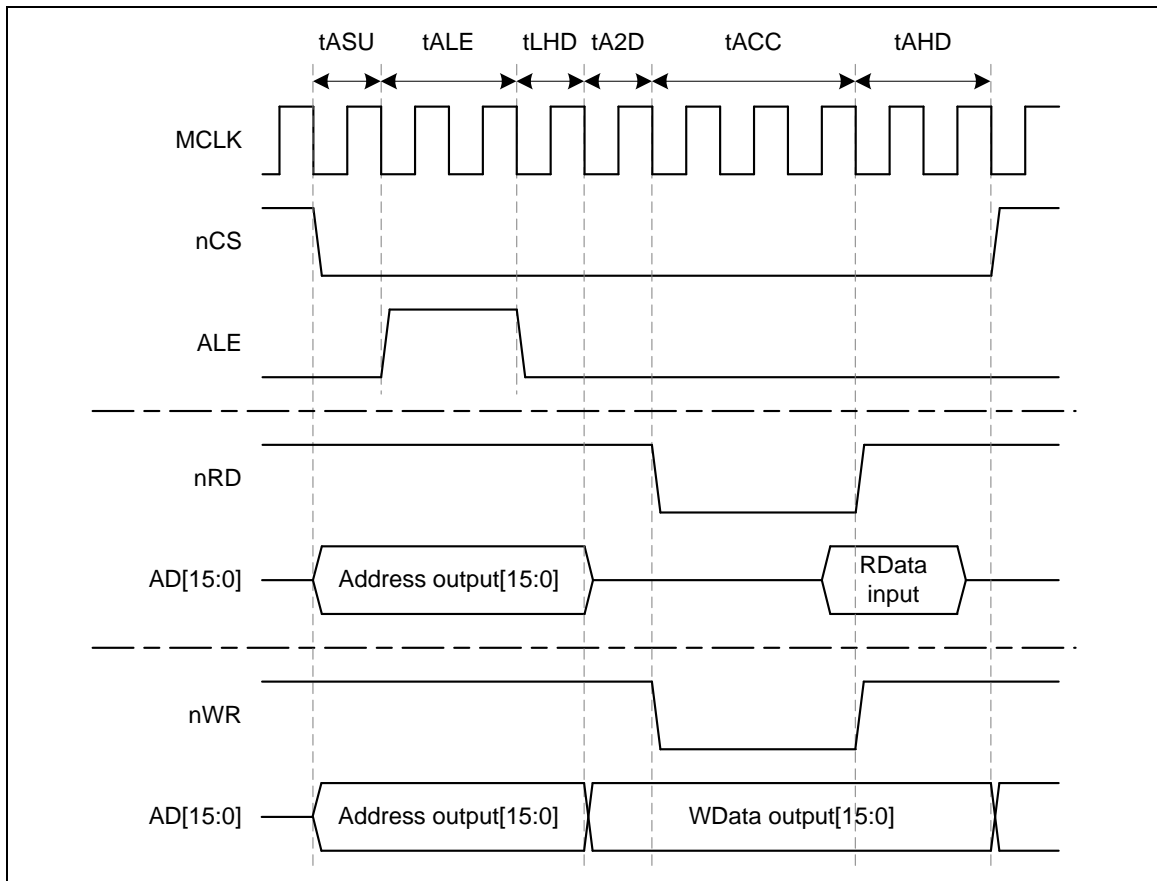 tASU tALE tLHD tA2D tACC tAHD
MCLK
nCS
ALE
nRD
AD[15:0] Address output[15:0] RData
input
nWR
AD[15:0] Address output[15:0] WData output[15:0]